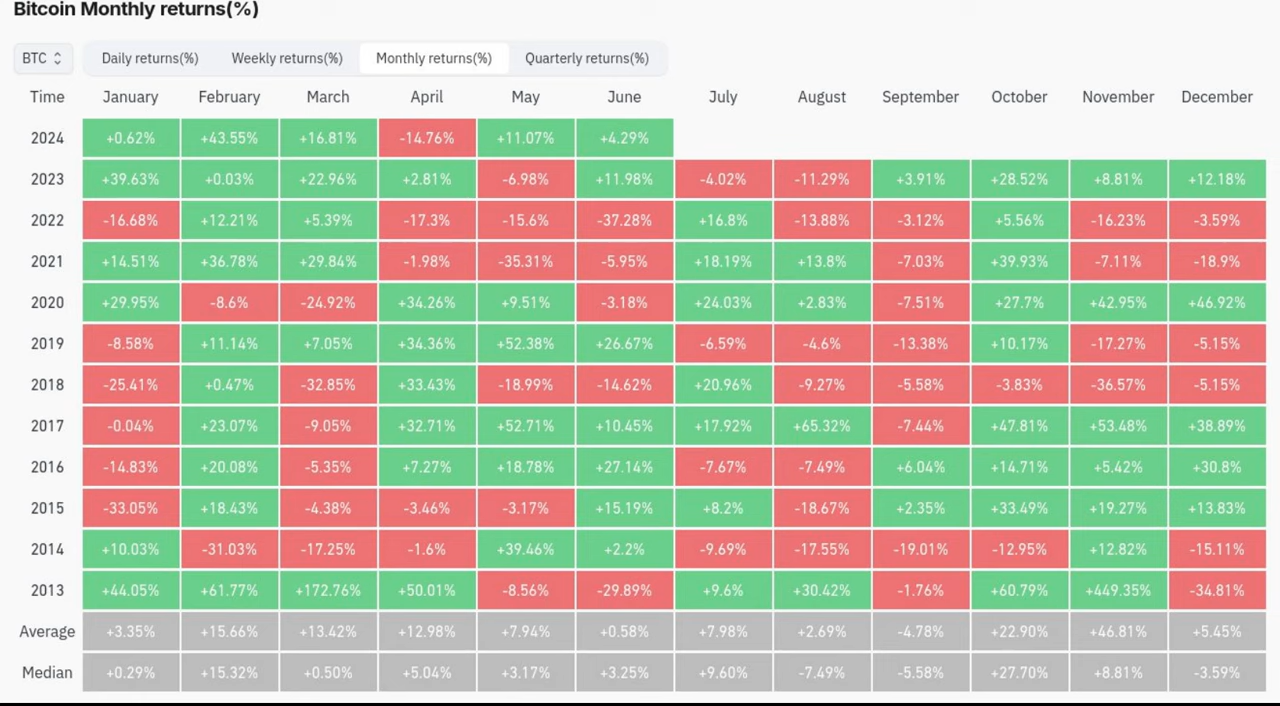 Bitcoin Monthly returns(%)
BTC Daily returns(%) Weekly returns(%) Monthly returns(%) Quarterly returns(%)
Time January February March April May June July August September October November December
2024 +0.62% +43.55% +16.81% -14.76% +11.07% +4.29%
2023 +39.63% +0.03% +22.96% +2.81% -6.98% +11.98% -4.02% -11.29% +3.91% +28.52% +8.81% +12.18%
2022 -16.68% +12.21% +5.39% -17.3% -15.6% -37.28% +16.8% -13.88% -3.12% +5.56% -16.23% -3.59%
2021 +14.51% +36.78% +29.84% -1.98% -35.31% -5.95% +18.19% +13.8% -7.03% +39.93% -7.11% -18.9%
2020 +29.95% -8.6% -24.92% +34.26% +9.51% -3.18% +24.03% +2.83% -7.51% +27.7% +42.95% +46.92%
2019 -8.58% +11.14% +7.05% +34.36% +52.38% +26.67% -6.59% -4.6% -13.38% +10.17% -17.27% -5.15%
2018 -25.41% +0.47% -32.85% +33.43% -18.99% -14.62% +20.96% -9.27% -5.58% -3.83% -36.57% -5.15%
2017 -0.04% +23.07% -9.05% +32.71% +52.71% +10.45% +17.92% +65.32% -7.44% +47.81% +53.48% +38.89%
2016 -14.83% +20.08% -5.35% +7.27% +18.78% +27.14% -7.67% -7.49% +6.04% +14.71% +5.42% +30.8%
2015 -33.05% +18.43% -4.38% -3.46% -3.17% +15.19% +8.2% -18.67% +2.35% +33.49% +19.27% +13.83%
2014 +10.03% -31.03% -17.25% -1.6% +39.46% +2.2% -9.69% -17.55% -19.01% -12.95% +12.82% -15.11%
2013 +44.05% +61.77% +172.76% +50.01% -8.56% -29.89% +9.6% +30.42% -1.76% +60.79% +449.35% -34.81%
Average +3.35% +15.66% +13.42% +12.98% +7.94% +0.58% +7.98% +2.69% -4.78% +22.90% +46.81% +5.45%
Median +0.29% +15.32% +0.50% +5.04% +3.17% +3.25% +9.60% -7.49% -5.58% +27.70% +8.81% -3.59%